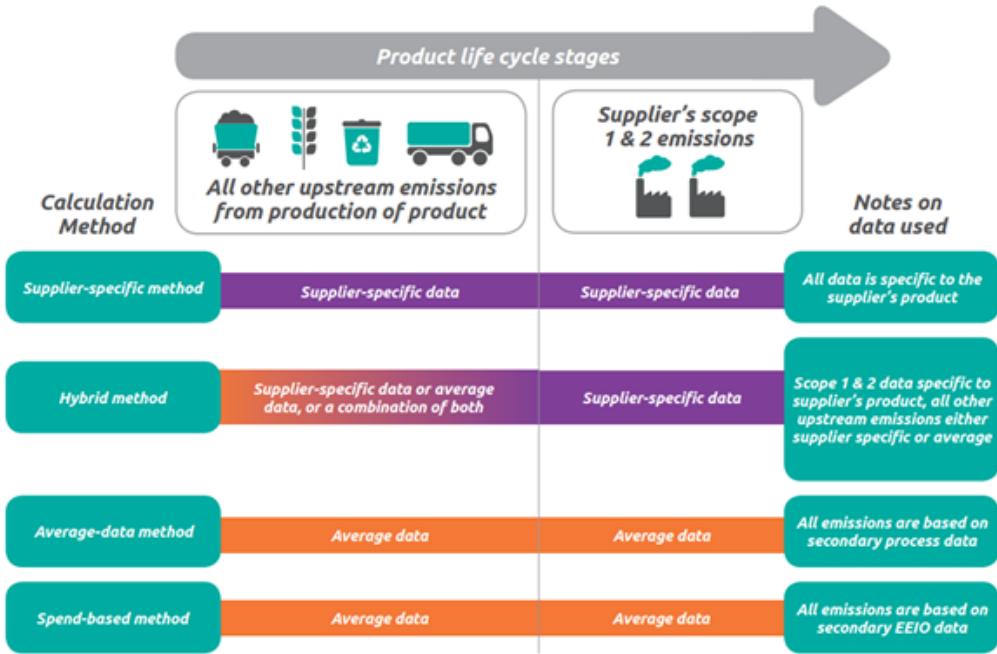 Product life cycle stages
All other upstream emissions
from production of product
Supplier's scope
1 & 2 emissions
Calculation
Method
Notes on
data used
Supplier-specific method
Supplier-specific data
Supplier-specific data
All data is specific to the
supplier's product
Hybrid method
Supplier-specific data or average
data, or a combination of both
Supplier-specific data
Scope 1 & 2 data specific to
supplier's product, all other
upstream emissions either
supplier specific or average
Average-data method
Average data
Average data
All emissions are based on
secondary process data
Spend-based method
Average data
Average data
All emissions are based on
secondary EEIO data